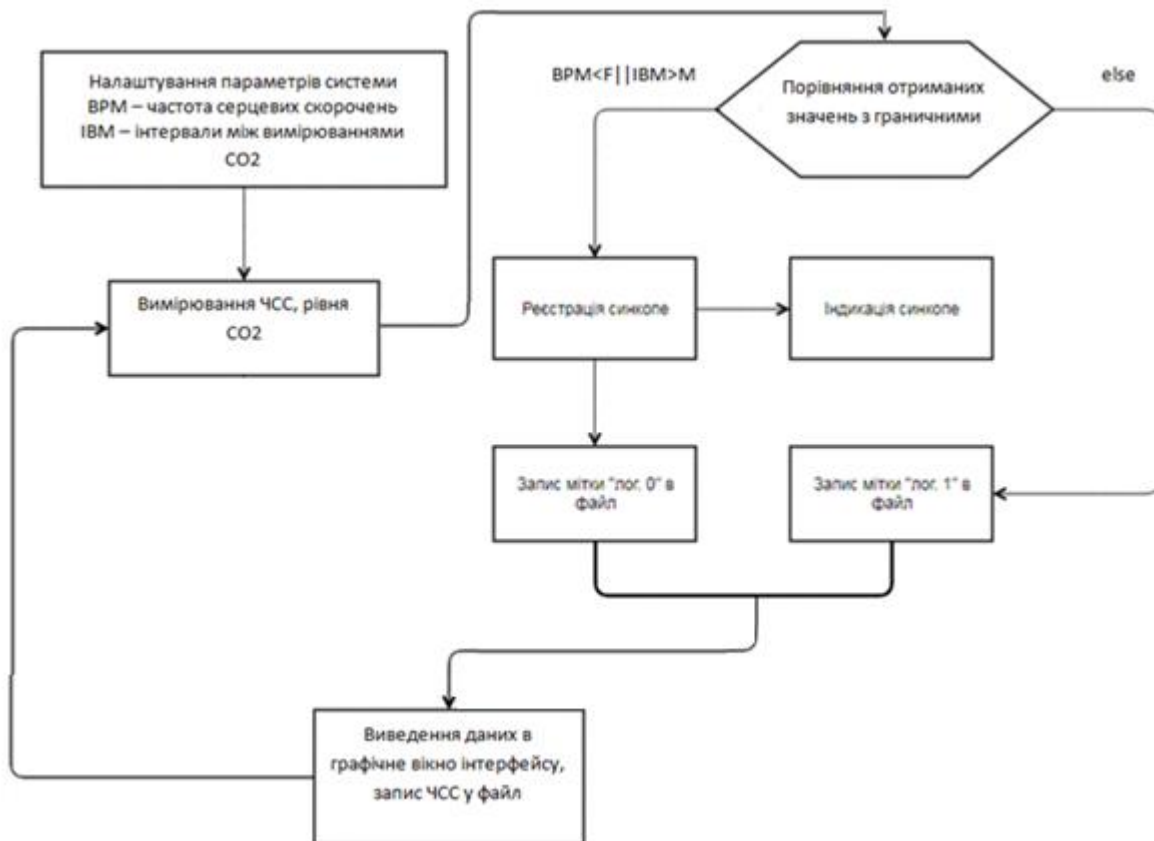 Налаштування параметрів системи
BPM – частота серцевих скорочень
IBM – інтервали між вимірюваннями
CO2
BPM<F||IBM>M
Порівняння отриманих
значень з граничними
else
Вимірювання ЧСС, рівня
CO2
Реєстрація синкопе
Індикація синкопе
Запис мітки "лог. 0" в
файл
Запис мітки "лог. 1" в
файл
Виведення даних в
графічне вікно інтерфейсу,
запис ЧСС у файл